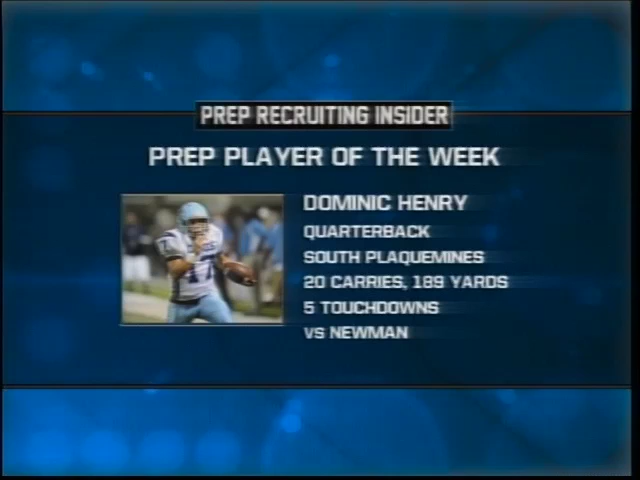 PREP RECRUITING INSIDER
PREP PLAYER OF THE WEEK
DOMINIC HENRY
QUARTERBACK
SOUTH PLAQUEMINES
20 CARRIES, 189 YARDS
5 TOUCHDOWNS
vs NEWMAN
17